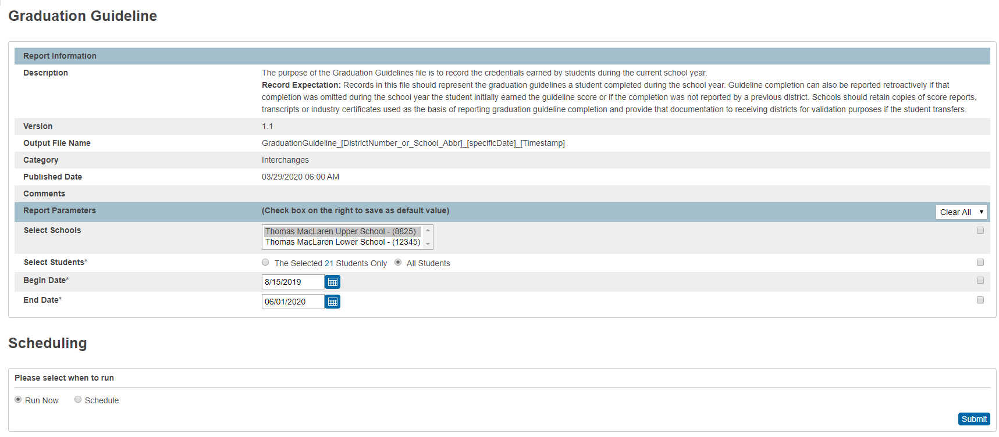 Graduation Guideline
Report Information
Description
The purpose of the Graduation Guidelines file is to record the credentials earned by students during the current school year.
Record Expectation: Records in this file should represent the graduation guidelines a student completed during the school year. Guideline completion can also be reported retroactively if that
completion was omitted during the school year the student initially earned the guideline score or if the completion was not reported by a previous district. Schools should retain copies of score reports,
transcripts or industry certificates used as the basis of reporting graduation guideline completion and provide that documentation to receiving districts for validation purposes if the student transfers.
Version 1.1
Output File Name GraduationGuideline_[DistrictNumber_or_School_Abbr]_[specificDate]_[Timestamp]
Category Interchanges
Published Date 03/29/2020 06:00 AM
Comments
Report Parameters (Check box on the right to save as default value) Clear All
Select Schools Thomas MacLaren Upper School - (8825)
Thomas MacLaren Lower School - (12345)
Select Students* The Selected 21 Students Only All Students
Begin Date* 8/15/2019
End Date* 06/01/2020
Scheduling
Please select when to run
Run Now Schedule
Submit